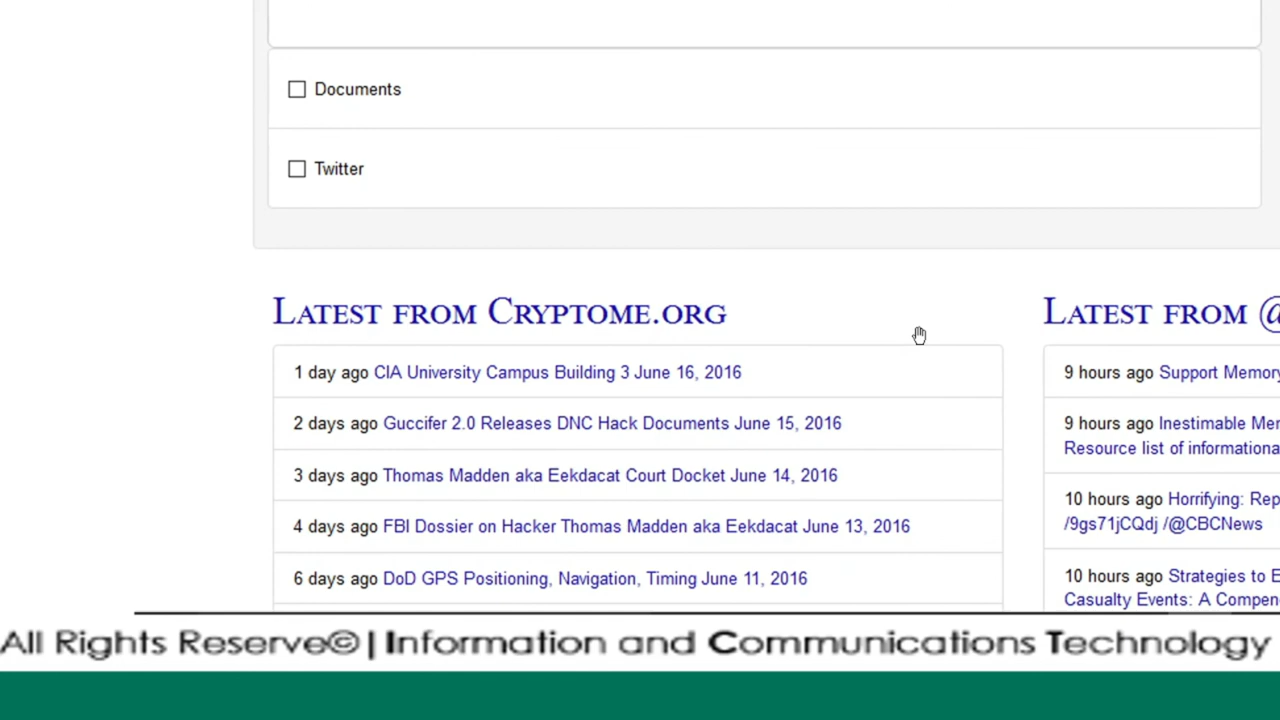 Documents
Twitter
Latest from Cryptome.org
1 day ago CIA University Campus Building 3 June 16, 2016
2 days ago Guccifer 2.0 Releases DNC Hack Documents June 15, 2016
3 days ago Thomas Madden aka Eekdacat Court Docket June 14, 2016
4 days ago FBI Dossier on Hacker Thomas Madden aka Eekdacat June 13, 2016
6 days ago DoD GPS Positioning, Navigation, Timing June 11, 2016
Latest from @
9 hours ago Support Memory
9 hours ago Inestimable
Resource list of informationa
10 hours ago Horrifying: Rep
/9gs71jCQdj /@CBCNews
10 hours ago Strategies to E
Casualty Events: A Compen
All Rights Reserve© | Information and Communications Technology